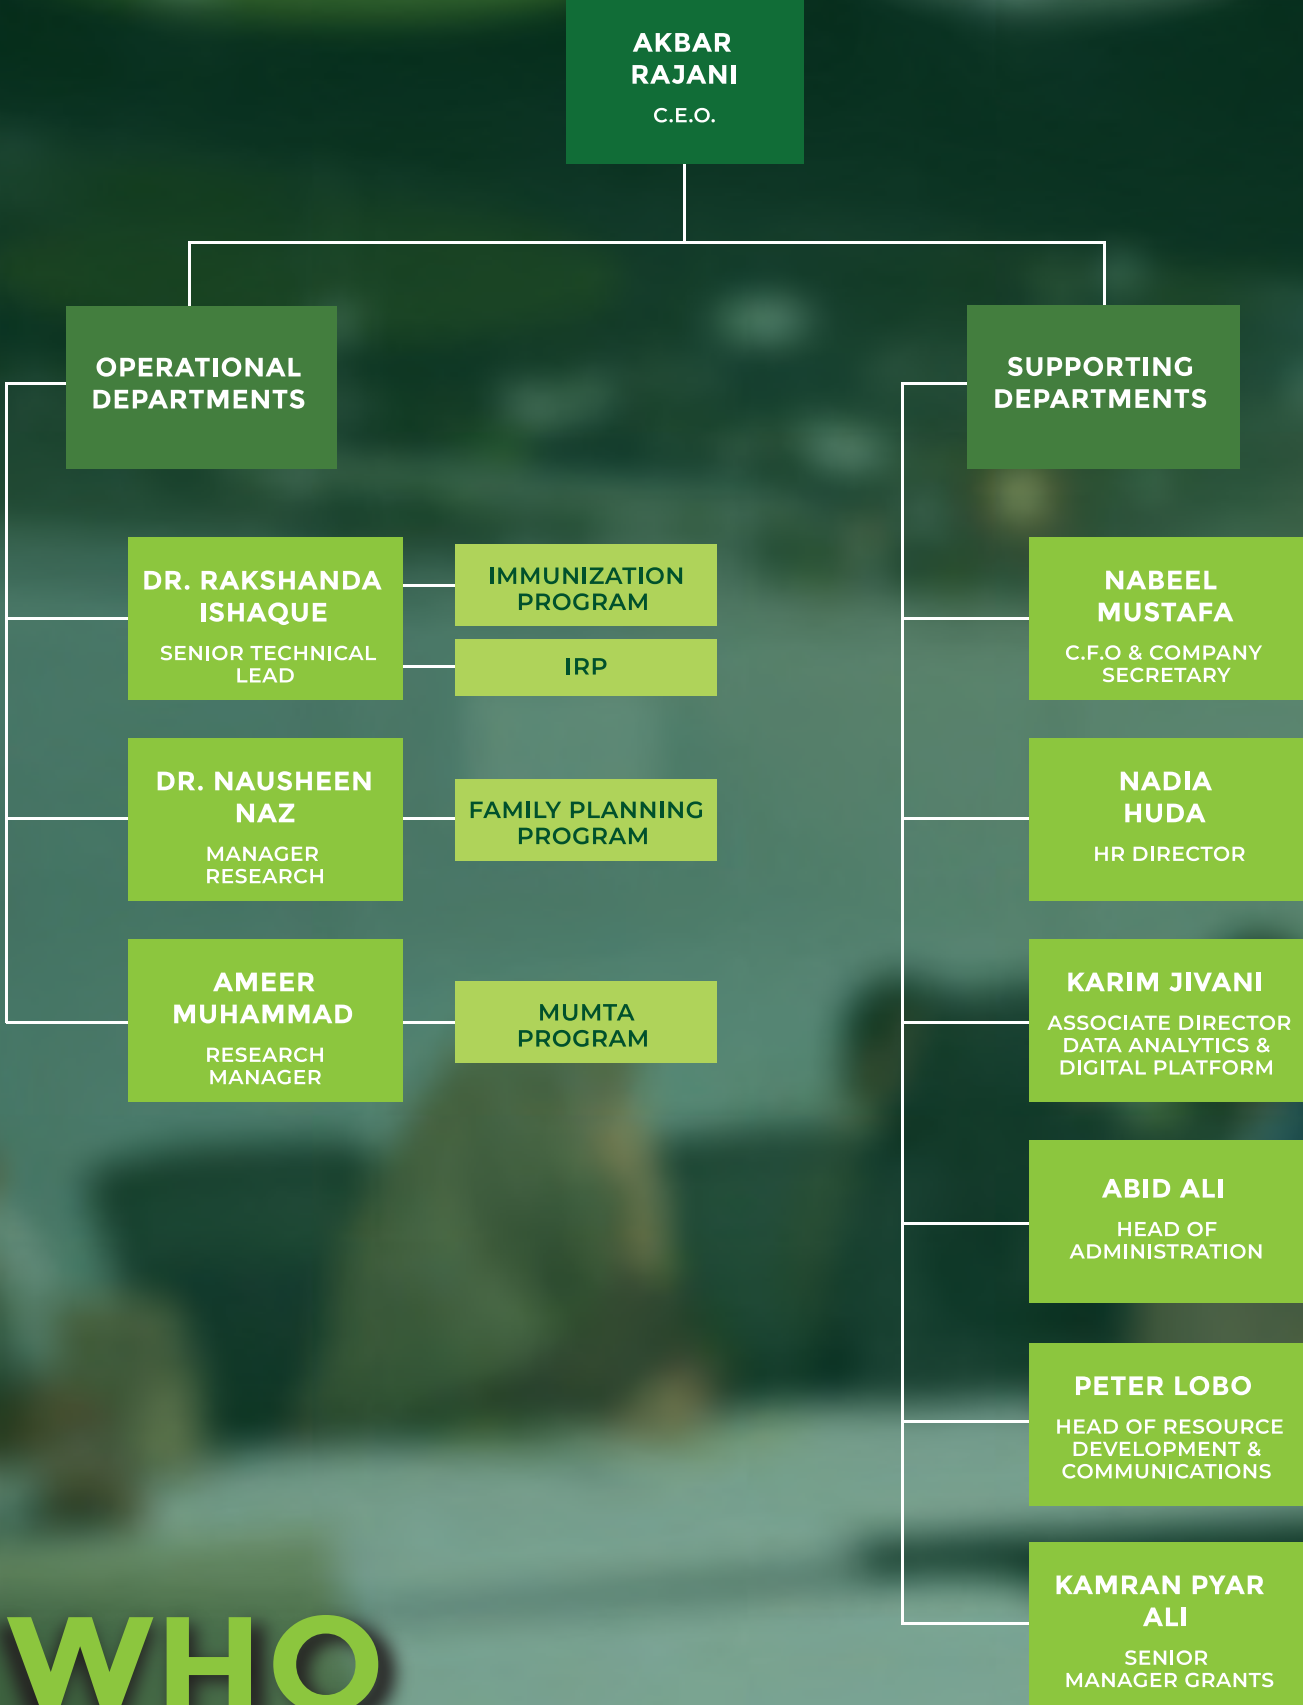 AKBAR
RAJANI
C.E.O.
OPERATIONAL
DEPARTMENTS
DR. RAKSHANDA
ISHAQUE
SENIOR TECHNICAL
LEAD
IMMUNIZATION
PROGRAM
IRP
DR. NAUSHEEN
NAZ
MANAGER
RESEARCH
FAMILY PLANNING
PROGRAM
AMEER
MUHAMMAD
RESEARCH
MANAGER
MUMTA
PROGRAM
SUPPORTING
DEPARTMENTS
NABEEL
MUSTAFA
C.F.O & COMPANY
SECRETARY
NADIA
HUDA
HR DIRECTOR
KARIM JIVANI
ASSOCIATE DIRECTOR
DATA ANALYTICS &
DIGITAL PLATFORM
ABID ALI
HEAD OF
ADMINISTRATION
PETER LOBO
HEAD OF RESOURCE
DEVELOPMENT &
COMMUNICATIONS
KAMRAN PYAR
ALI
SENIOR
MANAGER GRANTS
WHO